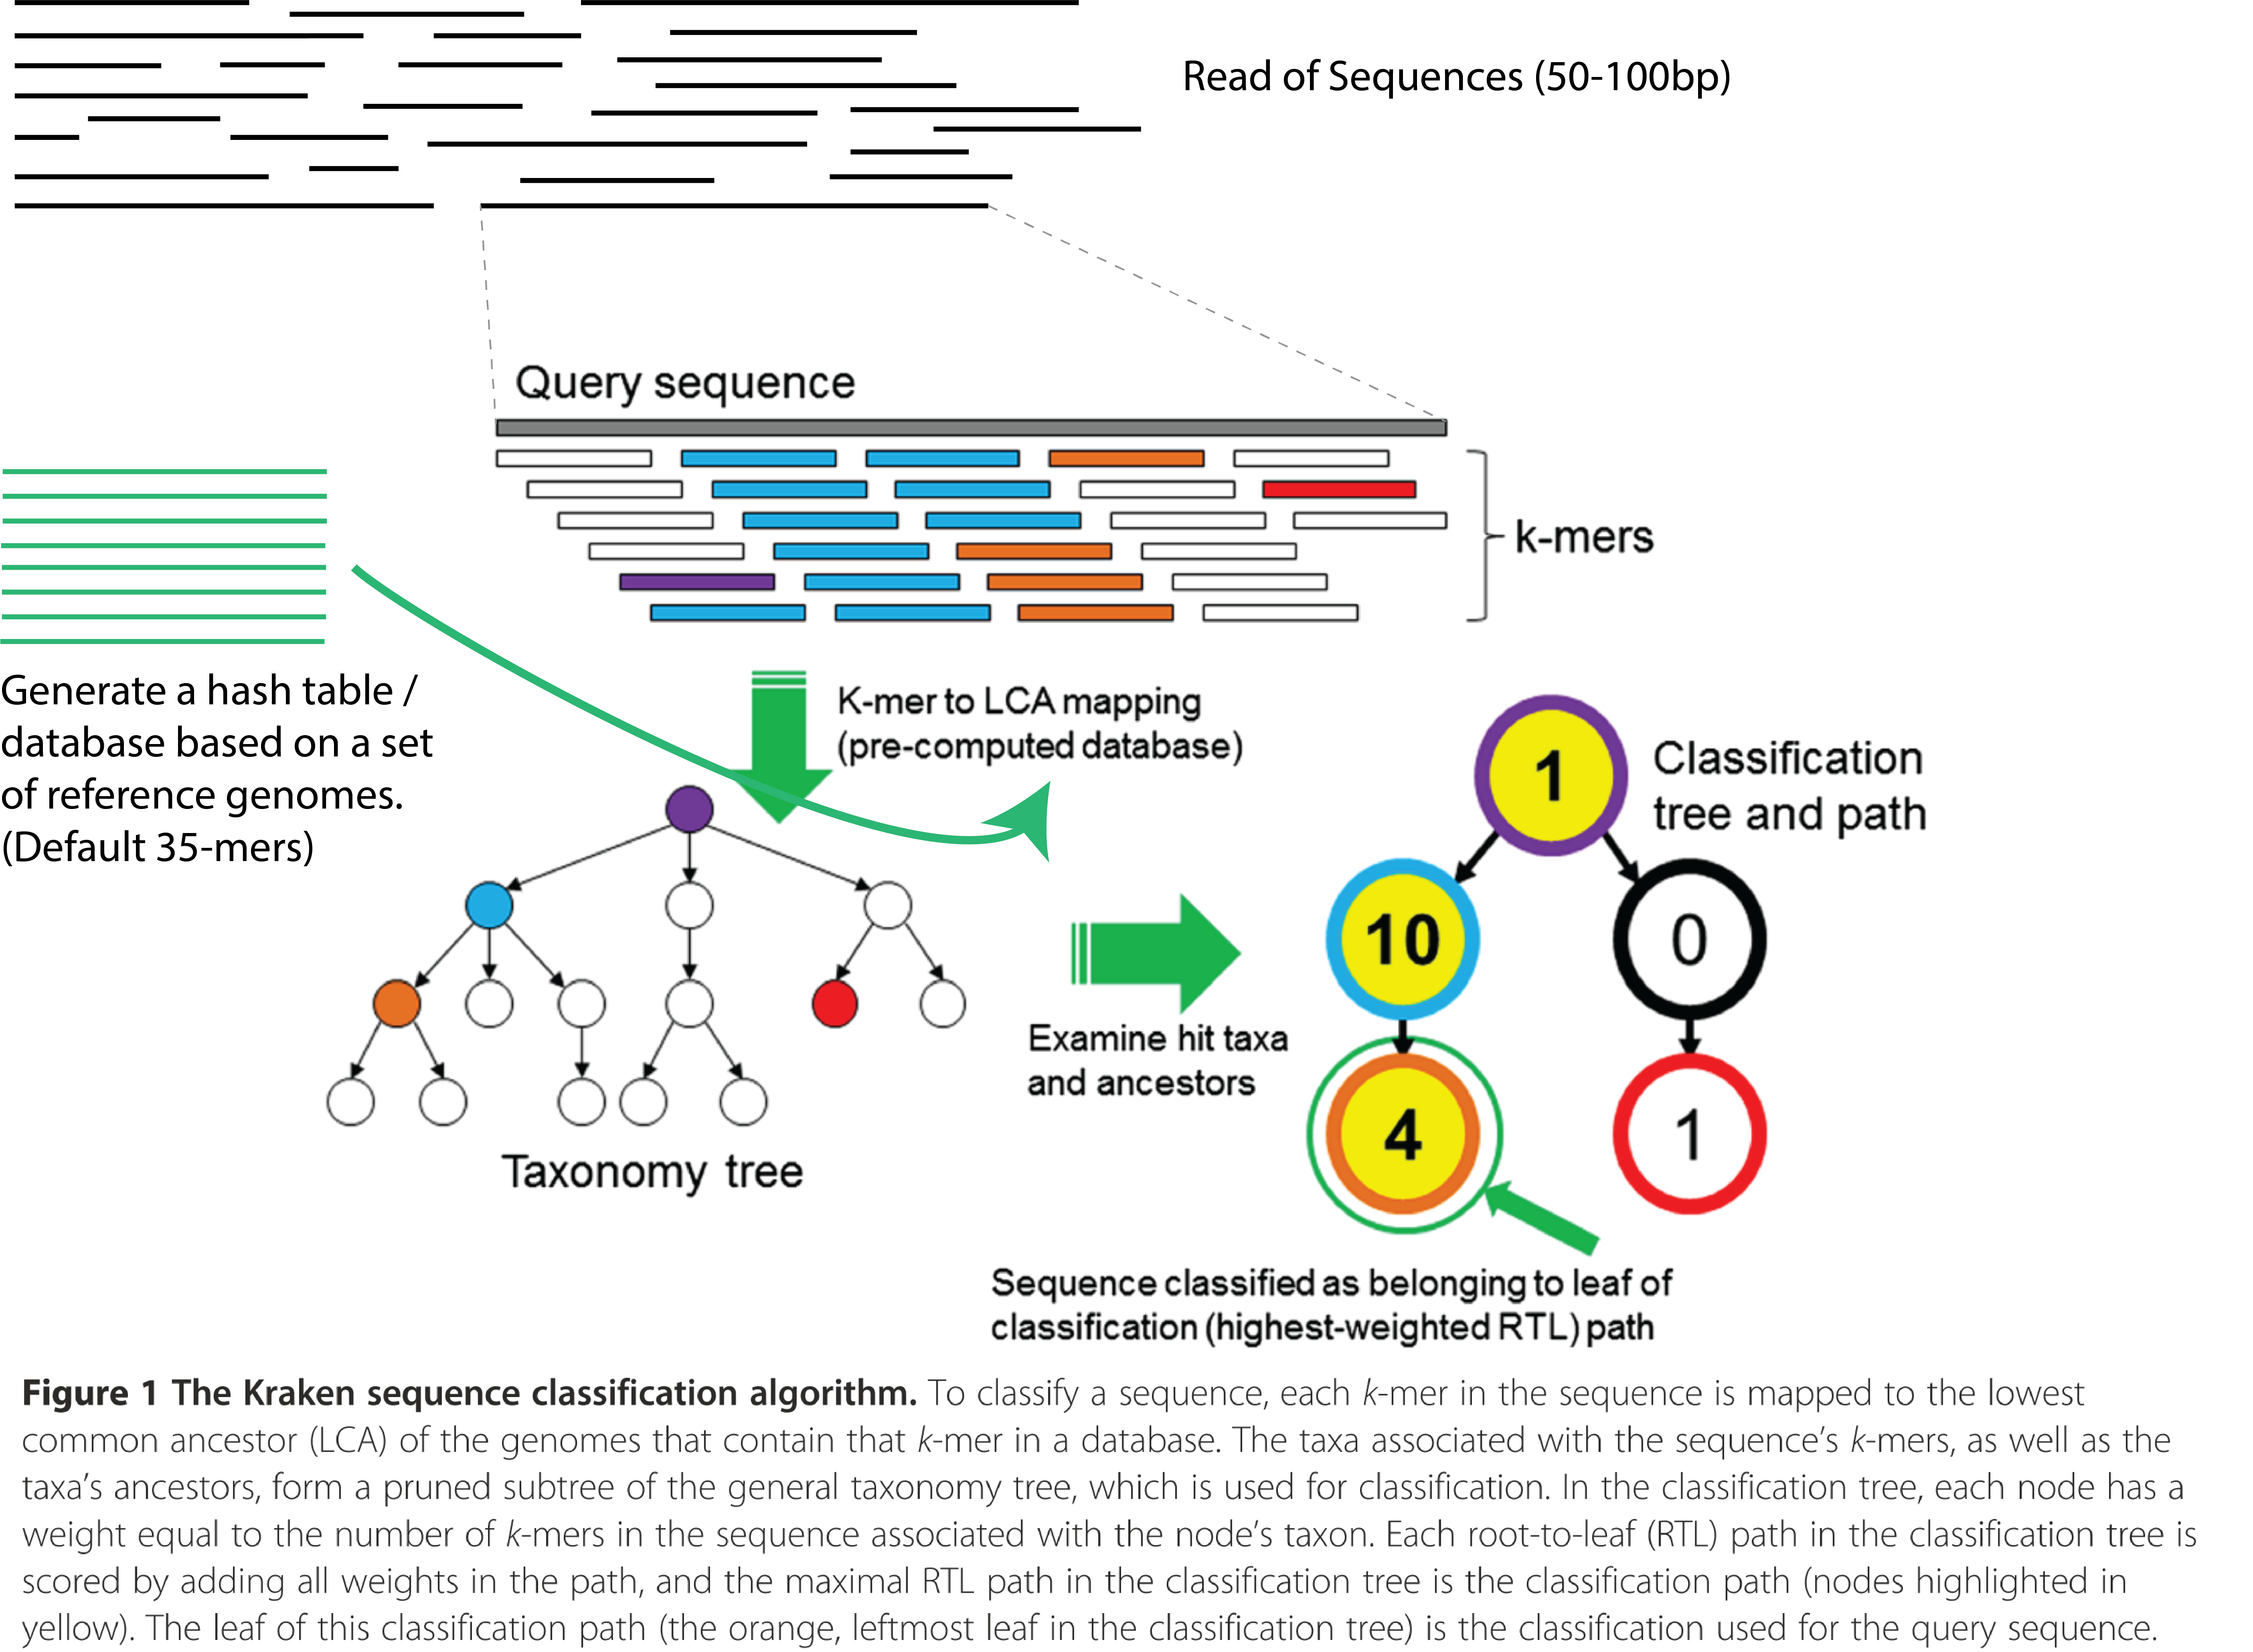 Read of Sequences (50-100bp)
Query sequence
k-mers
Generate a hash table /
database based on a set
of reference genomes.
(Default 35-mers)
K-mer to LCA mapping
(pre-computed database)
Taxonomy tree
Examine hit taxa
and ancestors
Classification
tree and path
1
10
0
4
1
Sequence classified as belonging to leaf of
classification (highest-weighted RTL) path
Figure 1 The Kraken sequence classification algorithm. To classify a sequence, each k-mer in the sequence is mapped to the lowest
common ancestor (LCA) of the genomes that contain that k-mer in a database. The taxa associated with the sequence's k-mers, as well as the
taxa's ancestors, form a pruned subtree of the general taxonomy tree, which is used for classification. In the classification tree, each node has a
weight equal to the number of k-mers in the sequence associated with the node's taxon. Each root-to-leaf (RTL) path in the classification tree is
scored by adding all weights in the path, and the maximal RTL path in the classification tree is the classification path (nodes highlighted in
yellow). The leaf of this classification path (the orange, leftmost leaf in the classification tree) is the classification used for the query sequence.